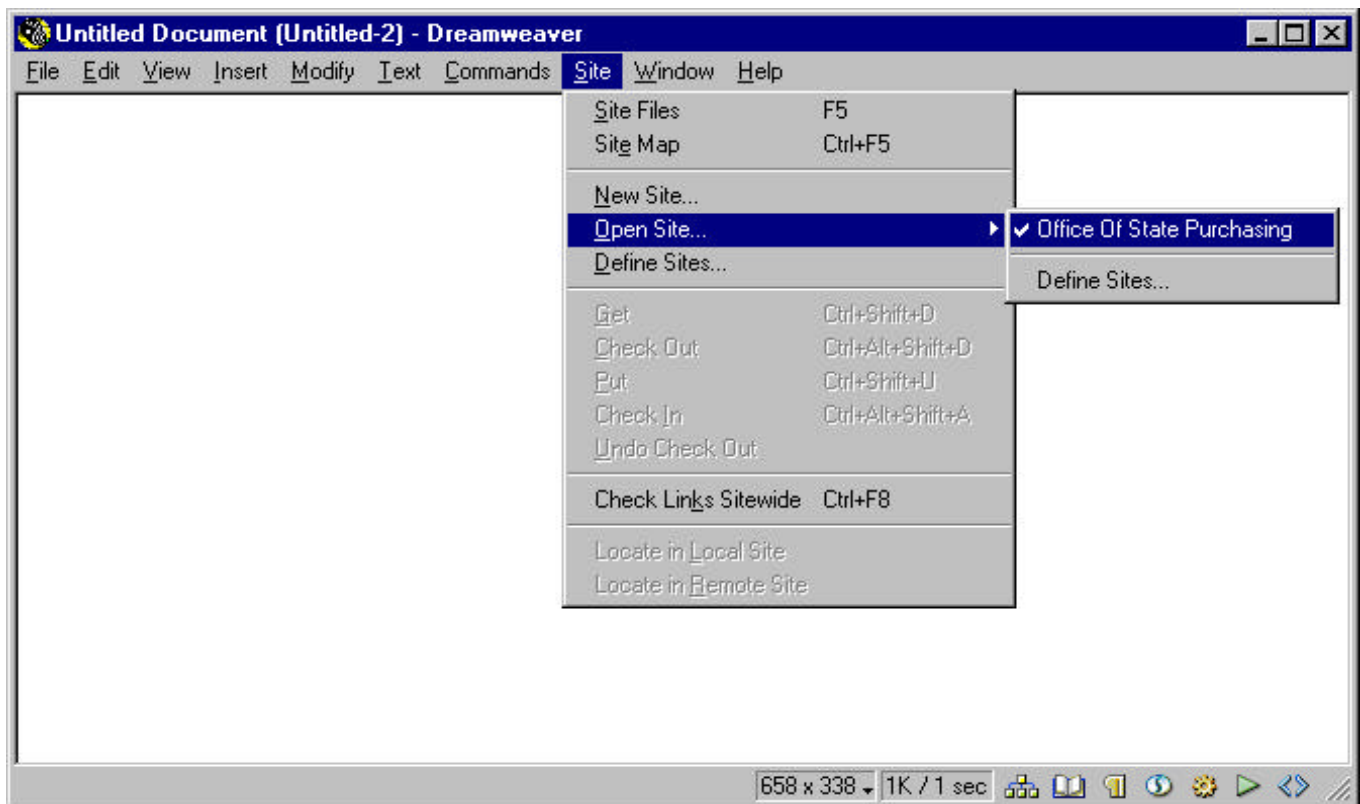 Untitled Document (Untitled-2) - Dreamweaver
File Edit View Insert Modify Text Commands Site Window Help
Site Files F5
Site Map Ctrl+F5
New Site...
Open Site... Office Of State Purchasing
Define Sites... Define Sites...
Get Ctrl+Shift+D
Check Out Ctrl+Alt+Shift+D
Put Ctrl+Shift+U
Check In Ctrl+Alt+Shift+A
Undo Check Out
Check Links Sitewide Ctrl+F8
Locate in Local Site
Locate in Remote Site
658 x 338 1K / 1 sec